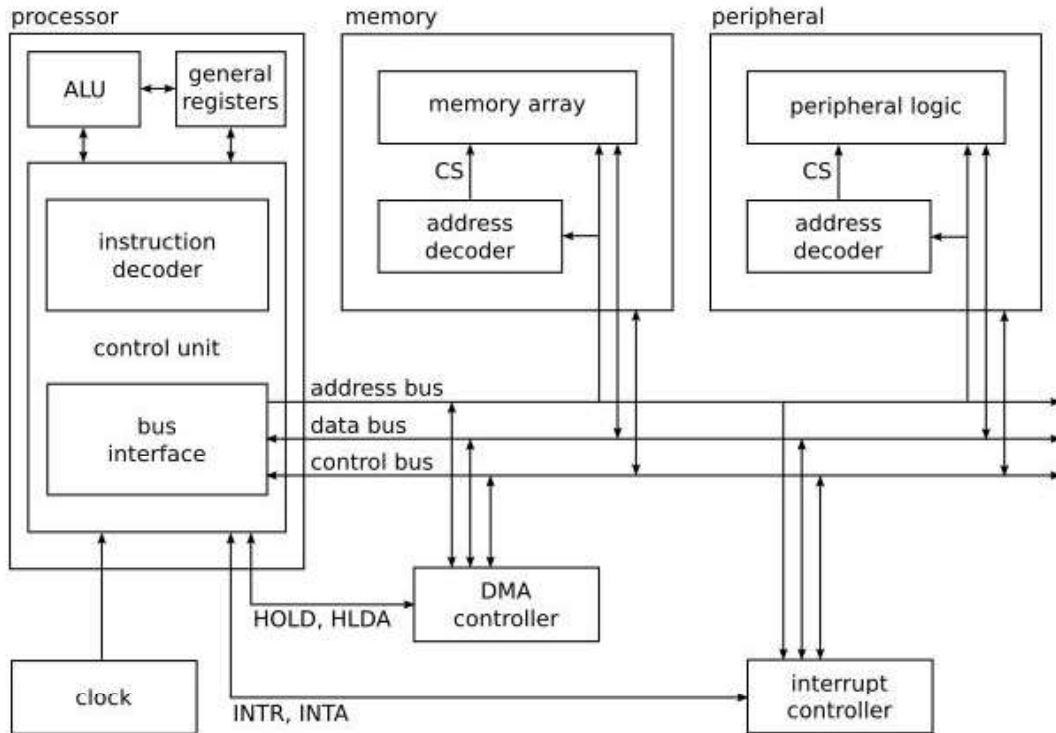 processor
memory
peripheral
ALU
general
registers
memory array
peripheral logic
CS
CS
address
decoder
address
decoder
instruction
decoder
control unit
address bus
bus
interface
data bus
control bus
DMA
controller
HOLD, HLDA
clock
INTR, INTA
interrupt
controller